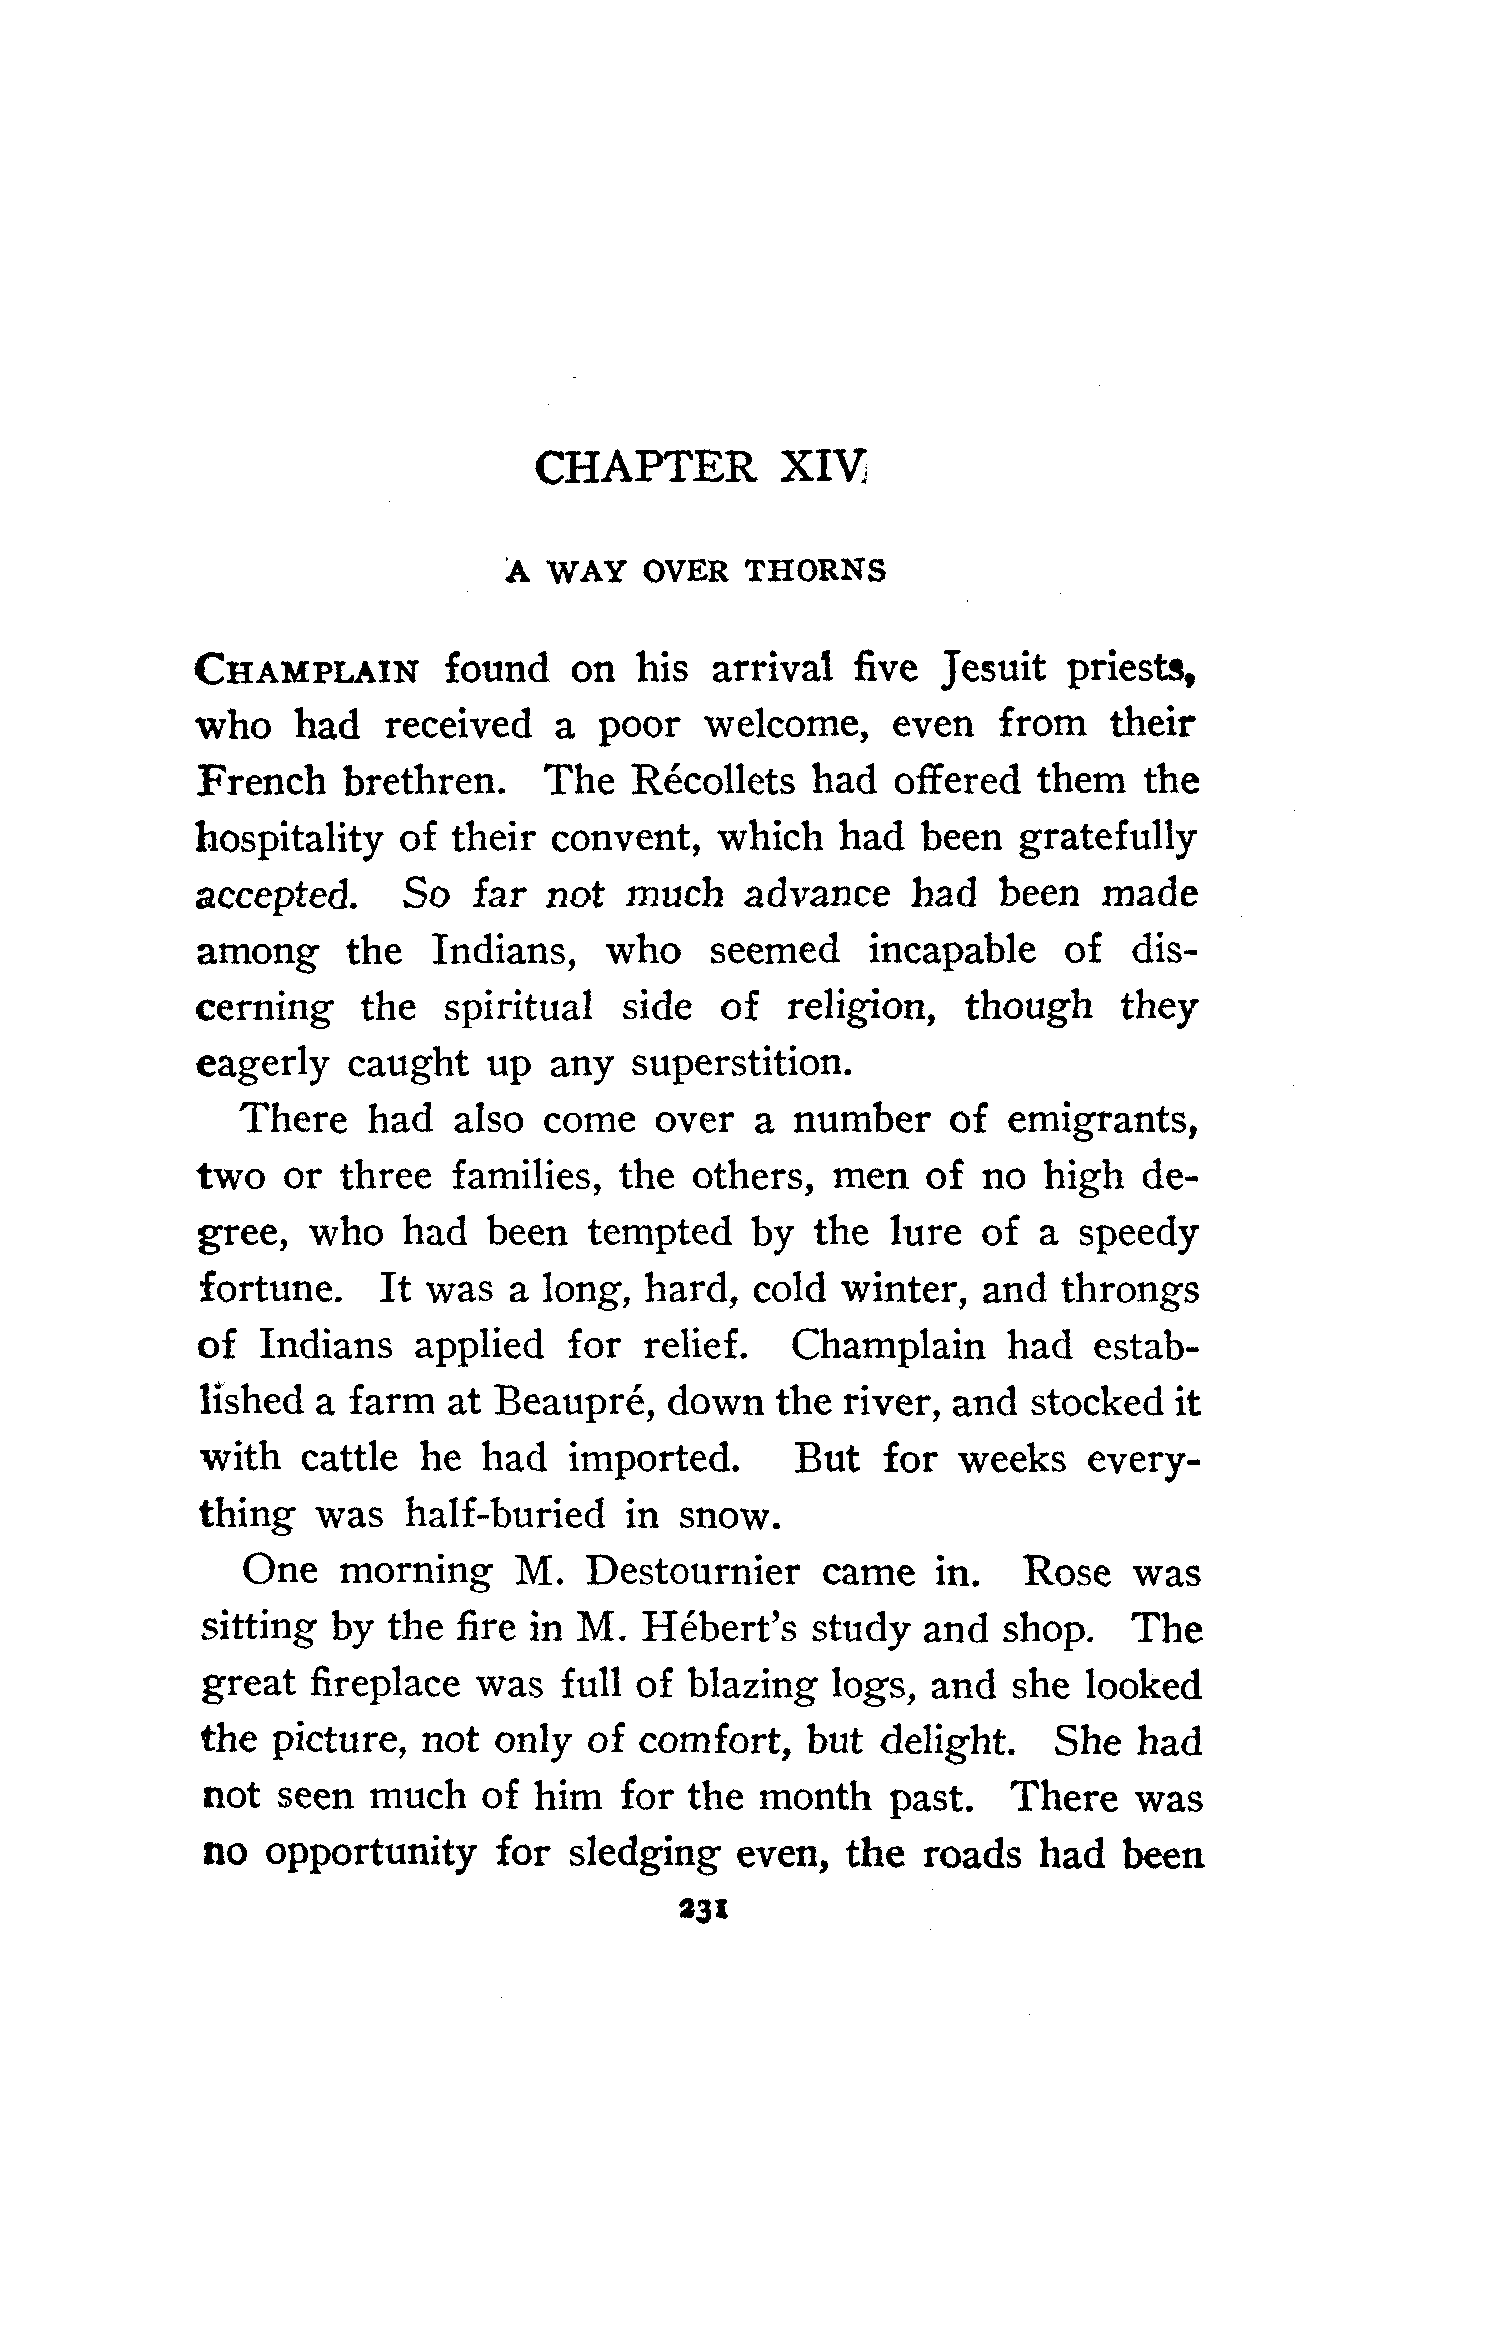 CHAPTER XIV
A WAY OVER THORNS
CHAMPLAIN found on his arrival five Jesuit priests,
who had received a poor welcome, even from their
French brethren. The Récollets had offered them the
hospitality of their convent, which had been gratefully
accepted. So far not much advance had been made
among the Indians, who seemed incapable of dis-
cerning the spiritual side of religion, though they
eagerly caught up any superstition.
There had also come over a number of emigrants,
two or three families, the others, men of no high de-
gree, who had been tempted by the lure of a speedy
fortune. It was a long, hard, cold winter, and throngs
of Indians applied for relief. Champlain had estab-
lished a farm at Beaupré, down the river, and stocked it
with cattle he had imported. But for weeks every-
thing was half-buried in snow.
One morning M. Destournier came in. Rose was
sitting by the fire in M. Hébert's study and shop. The
great fireplace was full of blazing logs, and she looked
the picture, not only of comfort, but delight. She had
not seen much of him for the month past. There was
no opportunity for sledging even, the roads had been
231